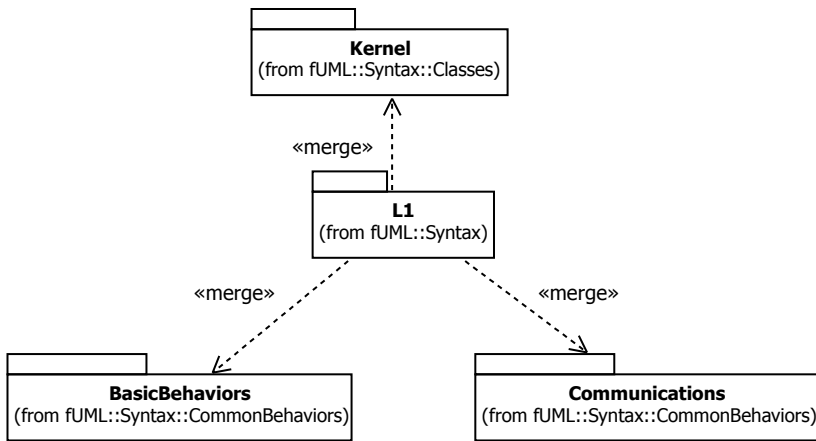 Kernel
(from fUML::Syntax::Classes)
«merge»
L1
(from fUML::Syntax)
«merge»
«merge»
BasicBehaviors
(from fUML::Syntax::CommonBehaviors)
Communications
(from fUML::Syntax::CommonBehaviors)